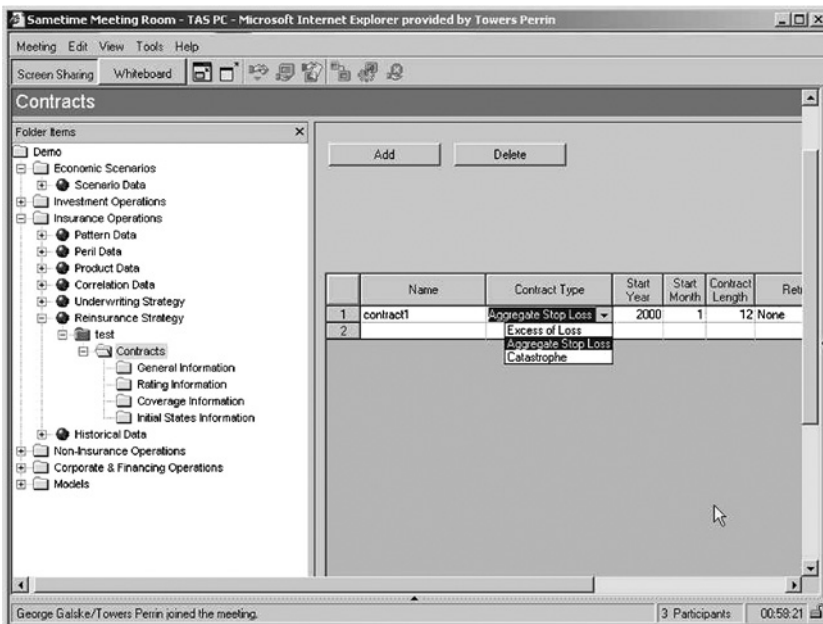 Sametime Meeting Room - TAS PC - Microsoft Internet Explorer provided by Towers Perrin
Meeting Edit View Tools Help
Screen Sharing Whiteboard
Contracts
Folder Items
Demo
Economic Scenarios
Scenario Data
Investment Operations
Insurance Operations
Pattern Data
Peril Data
Product Data
Correlation Data
Underwriting Strategy
Reinsurance Strategy
test
Contracts
General Information
Rating Information
Coverage Information
Initial States Information
Historical Data
Non-Insurance Operations
Corporate & Financing Operations
Models
Add Delete
Name Contract Type Start Year Start Month Contract Length Ret
1 contract1 Aggregate Stop Loss 2000 1 12 None
2 Excess of Loss
Aggregate Stop Loss
Catastrophe
George Galske/Towers Perrin joined the meeting. 3 Participants 00:59:21